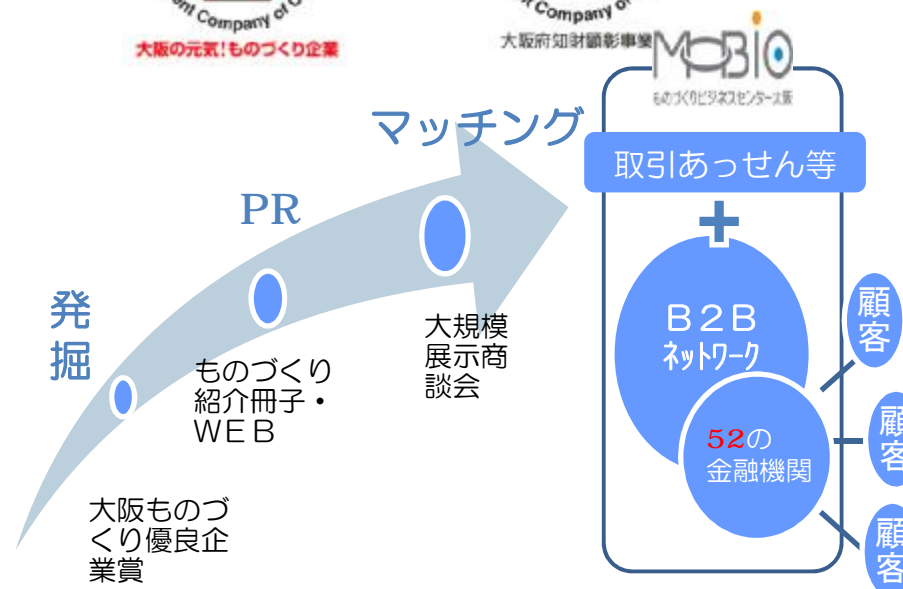 ent Company of
Company of
大阪の元気!ものづくり企業
大阪府知財顕彰事業
MOBIO
ものづくりビジネスセンター大阪
マッチング
取引あっせん等
+
PR
発
掘
B2B
ネットワーク
顧
客
大規模
展示商
談会
ものづくり
紹介冊子・
WEB
52の
金融機関
顧
客
大阪ものづ
くり優良企
業賞
顧
客